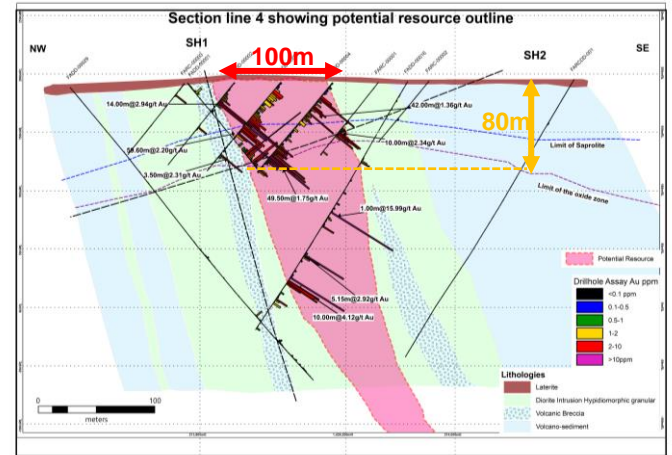 Section line 4 showing potential resource outline
NW
SH1
100m
SH2
SE
FARC-00001
FARC-00002
80m
14.00m@2.94g/t Au
42.00m@1.36g/t Au
10.00m@2.34g/t Au
3.50m@2.31g/t Au
49.50m@1.75g/t Au
1.00m@15.99g/t Au
5.15m@2.92g/t Au
10.00m@4.12g/t Au
Limit of Saprolite
Limit of the oxide zone
Potential Resource
Drillhole Assay Au ppm
<0.1 ppm
0.1-0.5
0.5-1
1-2
2-10
>10ppm
Lithologies
Laterite
Diorite Intrusion Hypidiomorphic granular
Volcanic Breccia
Volcano-sediment
0
100
meters